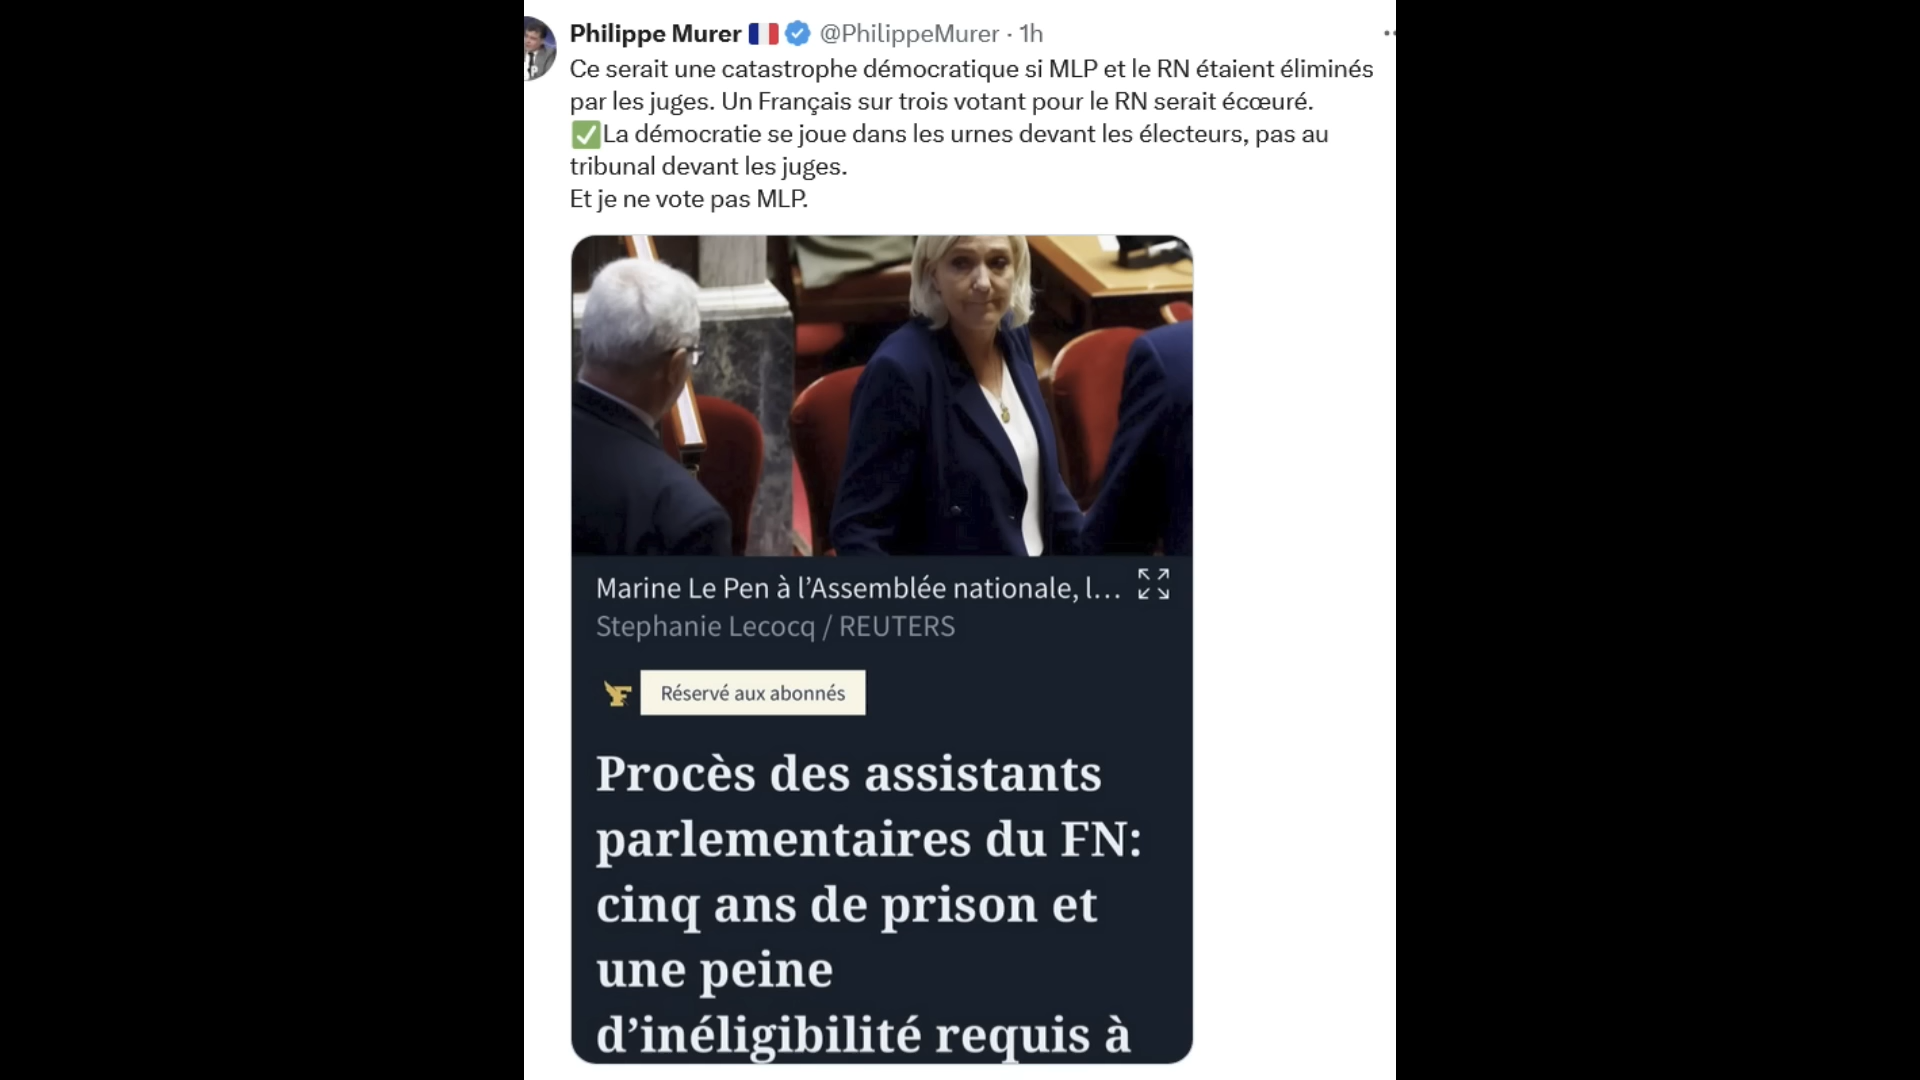 Philippe Murer @PhilippeMurer · 1h
Ce serait une catastrophe démocratique si MLP et le RN étaient éliminés
par les juges. Un Français sur trois votant pour le RN serait écœuré.
✅La démocratie se joue dans les urnes devant les électeurs, pas au
tribunal devant les juges.
Et je ne vote pas MLP.
Marine Le Pen à l’Assemblée nationale, l…
Stephanie Lecocq / REUTERS
Réservé aux abonnés
Procès des assistants
parlementaires du FN:
cinq ans de prison et
une peine
d’inéligibilité requis à